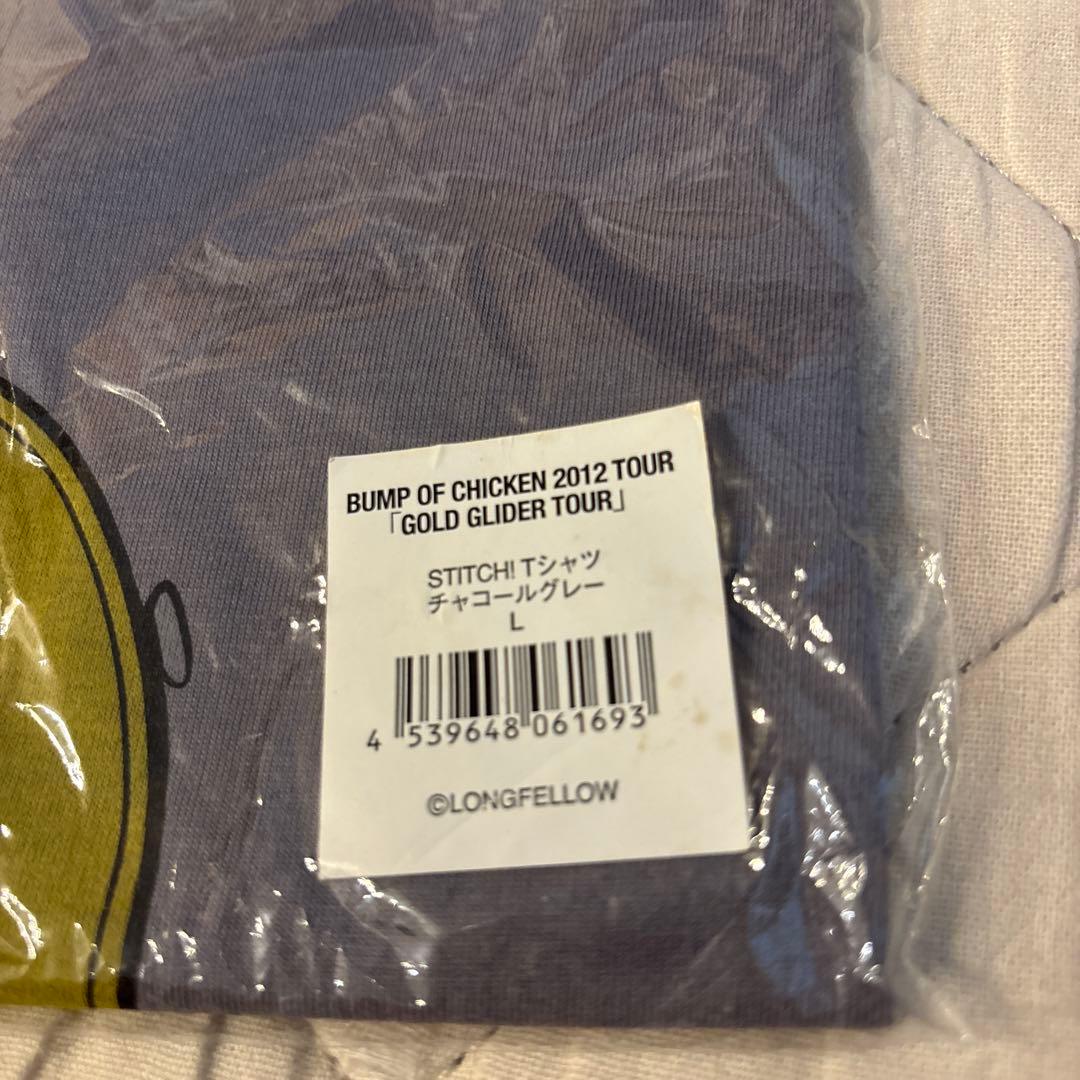 BUMP OF CHICKEN 2012 TOUR
「GOLD GLIDER TOUR」
STITCH! Tシャツ
チャコールグレー
L
4 539648 061693
©LONGFELLOW